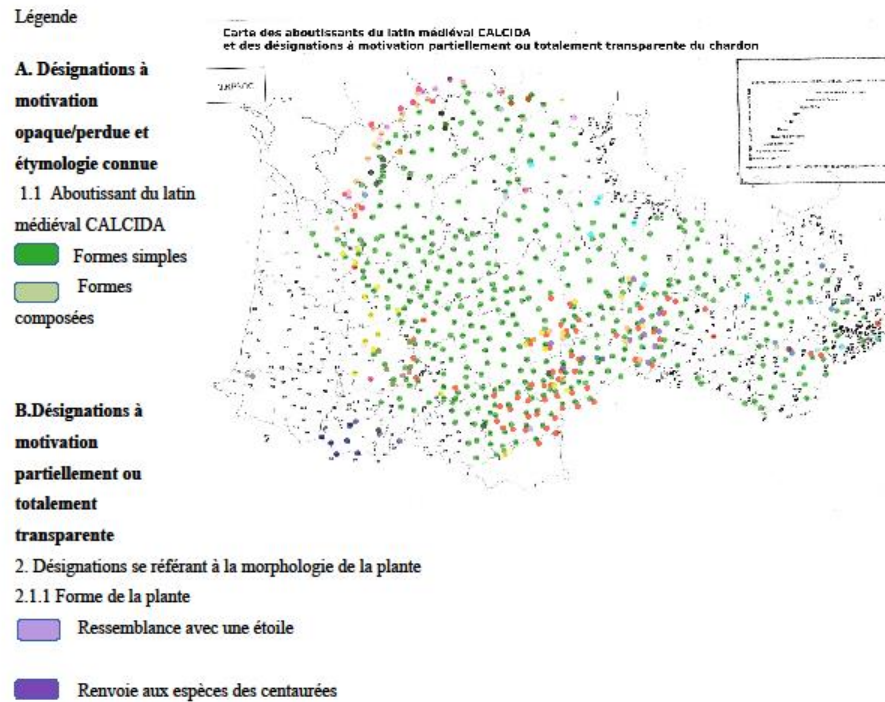 Légende
A. Désignations à
motivation
opaque/perdue et
étymologie connue
1.1 Aboutissant du latin
médiéval CALCIDA
Formes simples
Formes
composées
B.Désignations à
motivation
partiellement ou
totalement
transparente
2. Désignations se référant à la morphologie de la plante
2.1.1 Forme de la plante
Ressemblance avec une étoile
Renvoie aux espèces des centaurées
Carte des aboutissants du latin médiéval CALCIDA
et des désignations à motivation partiellement ou totalement transparente du chardon